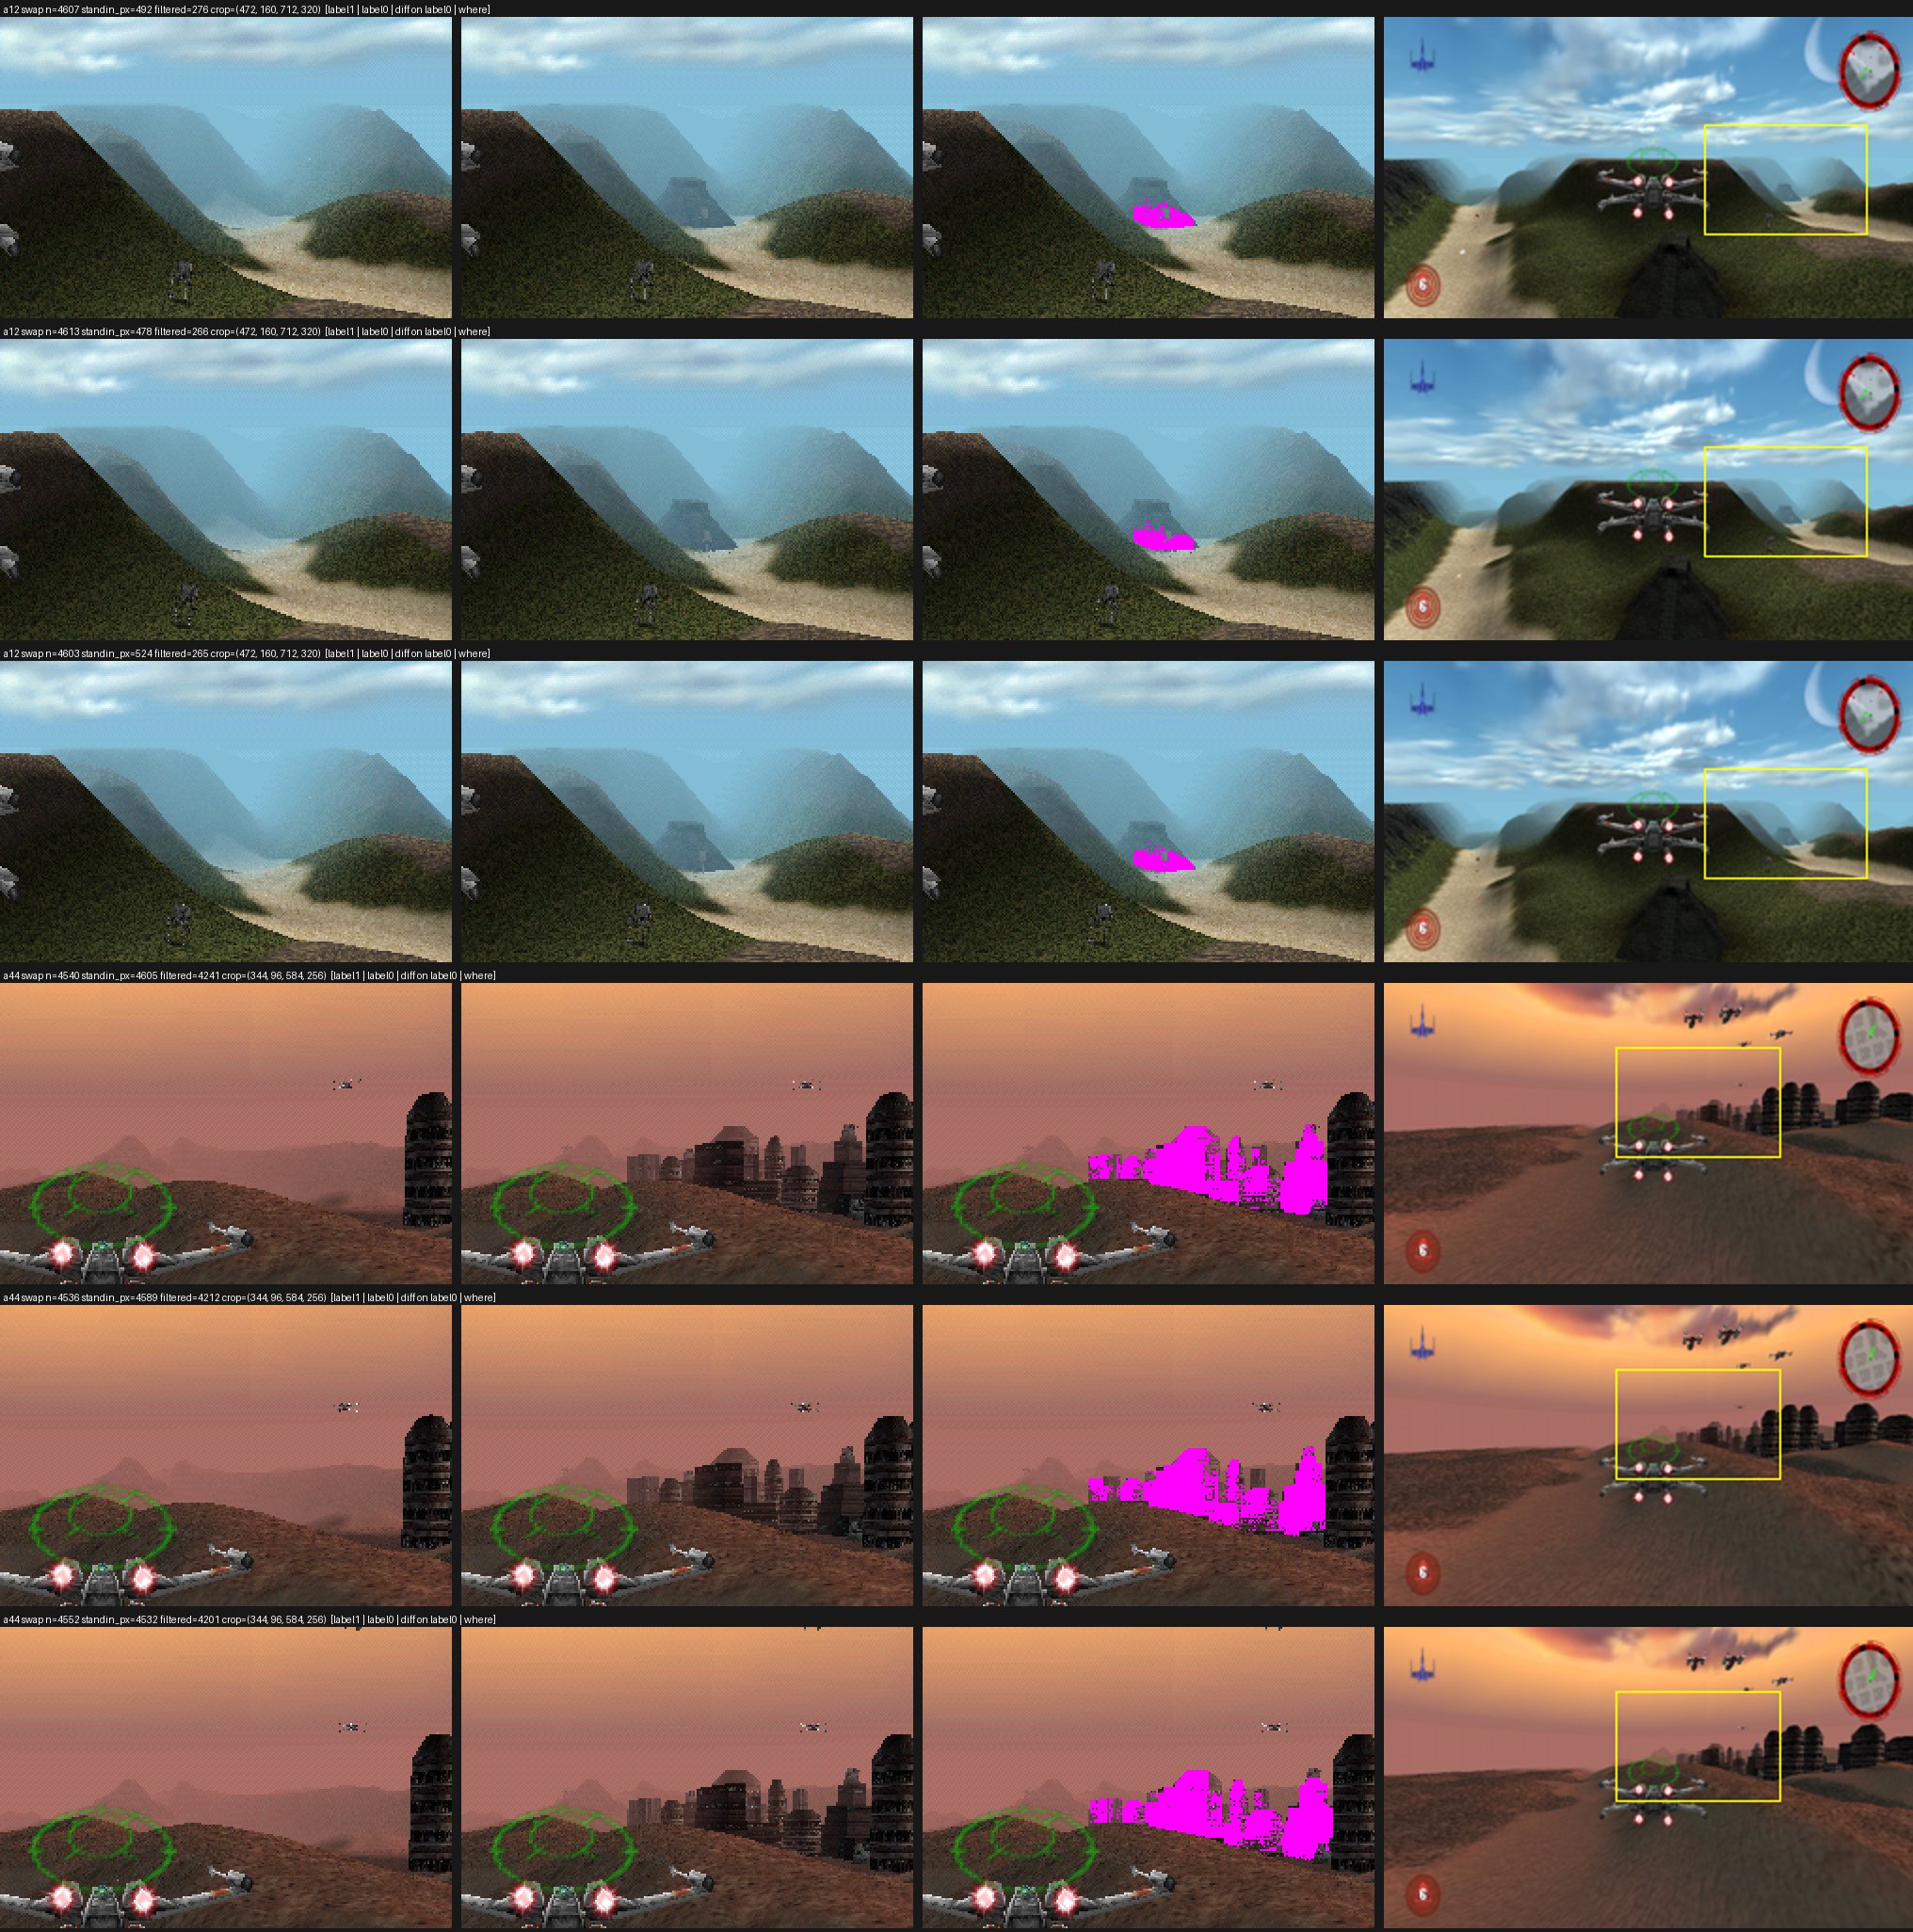 a12 swap n=4607 standin_px=492 filtered=276 crop=(472, 160, 712, 320) [label1 | label0 | diff on label0 | where]
a12 swap n=4613 standin_px=478 filtered=266 crop=(472, 160, 712, 320) [label1 | label0 | diff on label0 | where]
a12 swap n=4603 standin_px=524 filtered=265 crop=(472, 160, 712, 320) [label1 | label0 | diff on label0 | where]
a44 swap n=4540 standin_px=4605 filtered=4241 crop=(344, 96, 584, 256) [label1 | label0 | diff on label0 | where]
a44 swap n=4536 standin_px=4589 filtered=4212 crop=(344, 96, 584, 256) [label1 | label0 | diff on label0 | where]
a44 swap n=4552 standin_px=4532 filtered=4201 crop=(344, 96, 584, 256) [label1 | label0 | diff on label0 | where]